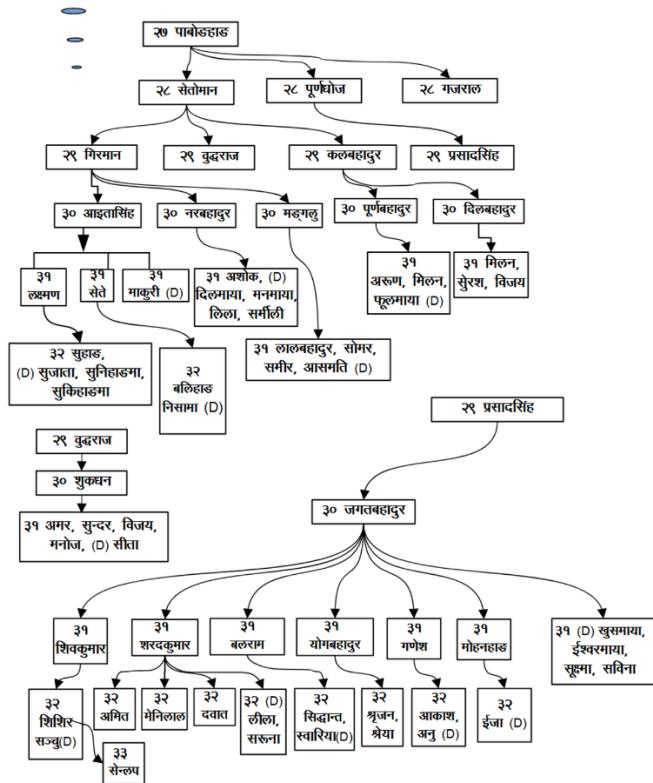 २७ पाबोङहाङ
२८ सेतोमान
२८ पूर्णघोज
२८ गजराल
२९ गिरमान
२९ वुद्धराज
२९ कलबहादुर
२९ प्रसादसिंह
३० आइतासिंह
३० नरबहादुर
३० मङ्गलु
३० पूर्णबहादुर
३० दिलबहादुर
३१
लक्ष्मण
३१
सेते
३१
माकुरी (D)
३१ अशोक, (D)
दिलमाया, मनमाया,
लिला, सर्मीली
३१
अरूण, मिलन,
फूलमाया (D)
३१ मिलन,
सुेरश, विजय
३२ सुहाङ,
(D) सुजाता, सुनिहाङमा,
सुकिहाङमा
३२
बलिहाङ
निसामा (D)
३१ लालबहादुर, सोमर,
समीर, आसमति (D)
२९ प्रसादसिंह
२९ वुद्धराज
३० शुकधन
३१ अमर, सुन्दर, विजय,
मनोज, (D) सीता
३० जगतबहादुर
३१
शिवकुमार
३१
शरदकुमार
३१
बलराम
३१
योगबहादुर
३१
गणेश
३१
मोहनहाङ
३१ (D) खुसमाया,
ईश्वरमाया,
सूक्ष्मा, सविना
३२
शिशिर
सञ्चु(D)
३२
अमित
३२
मेनिलाल
३२
दवात
३२ (D)
लीला,
सरूना
३२
सिद्धान्त,
स्वारिया(D)
३२
श्रृजन,
श्रेया
३२
आकाश,
अनु (D)
३२
ईजा (D)
३३
सेन्लप